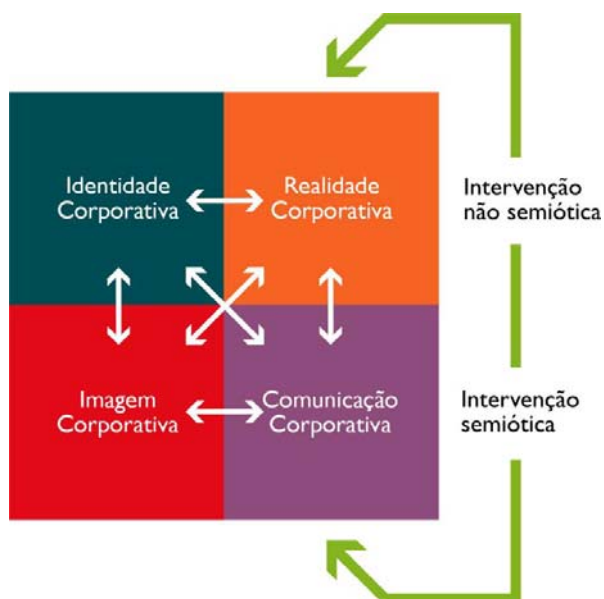 Identidade
Corporativa
Realidade
Corporativa
Intervenção
não semiótica
Imagem
Corporativa
Comunicação
Corporativa
Intervenção
semiótica